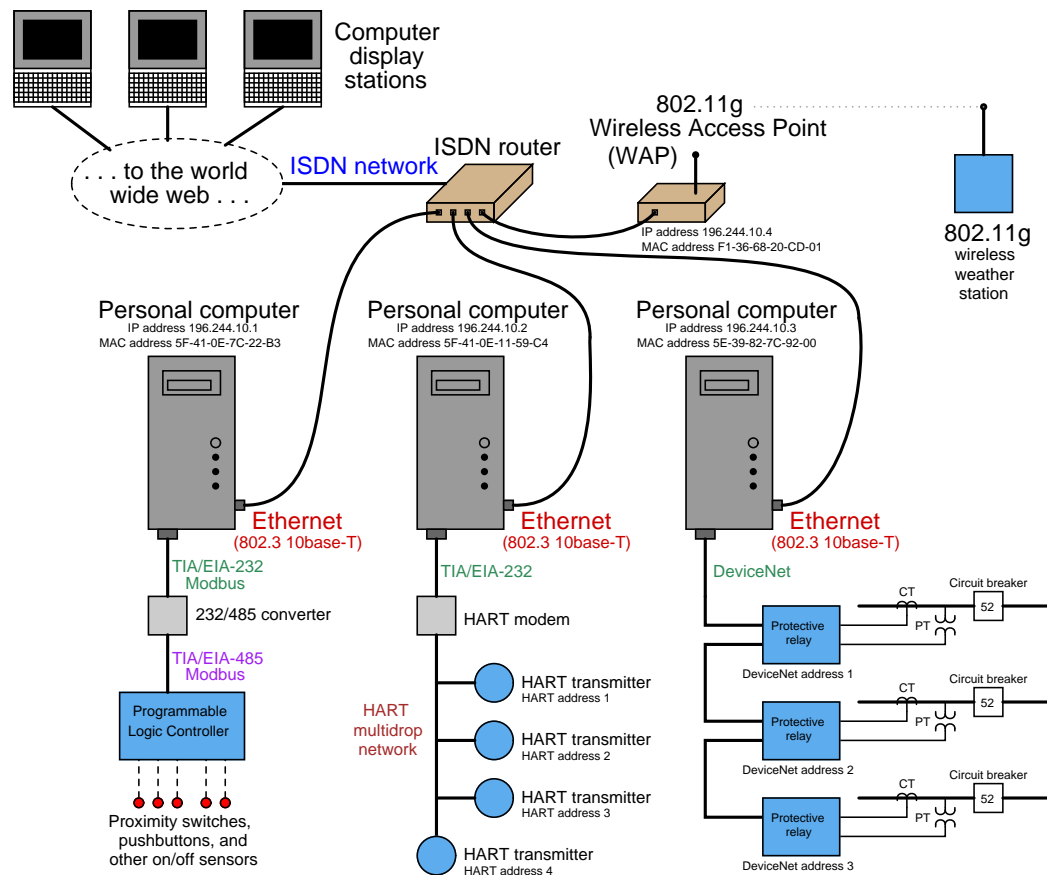 Computer
display
stations
802.11g
Wireless Access Point
(WAP)
ISDN router
ISDN network
. . . to the world
wide web . . .
IP address 196.244.10.4
MAC address F1-36-68-20-CD-01
802.11g
wireless
weather
station
Personal computer
IP address 196.244.10.1
MAC address 5F-41-0E-7C-22-B3
Personal computer
IP address 196.244.10.2
MAC address 5F-41-0E-11-59-C4
Personal computer
IP address 196.244.10.3
MAC address 5E-39-82-7C-92-00
Ethernet
(802.3 10base-T)
Ethernet
(802.3 10base-T)
Ethernet
(802.3 10base-T)
TIA/EIA-232
Modbus
232/485 converter
TIA/EIA-485
Modbus
Programmable
Logic Controller
Proximity switches,
pushbuttons, and
other on/off sensors
TIA/EIA-232
HART modem
HART
multidrop
network
HART transmitter
HART address 1
HART transmitter
HART address 2
HART transmitter
HART address 3
HART transmitter
HART address 4
DeviceNet
Protective
relay
DeviceNet address 1
CT
PT
Circuit breaker
52
Protective
relay
DeviceNet address 2
CT
PT
Circuit breaker
52
Protective
relay
DeviceNet address 3
CT
PT
Circuit breaker
52